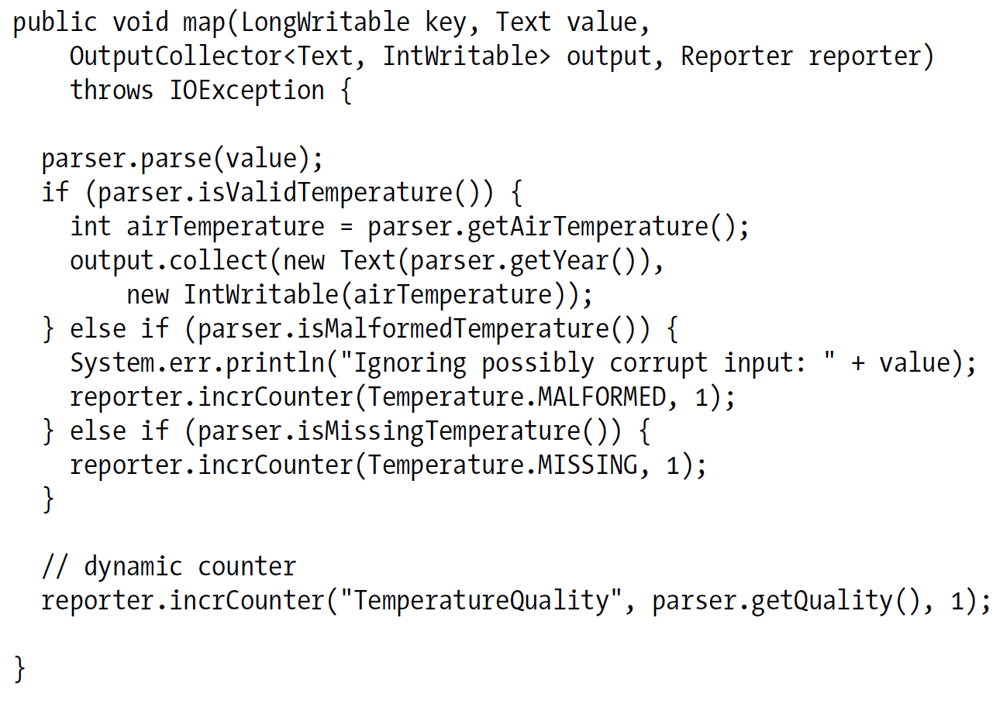 public void map(LongWritable key, Text value,
    OutputCollector<Text, IntWritable> output, Reporter reporter)
    throws IOException {

  parser.parse(value);
  if (parser.isValidTemperature()) {
    int airTemperature = parser.getAirTemperature();
    output.collect(new Text(parser.getYear()),
        new IntWritable(airTemperature));
  } else if (parser.isMalformedTemperature()) {
    System.err.println("Ignoring possibly corrupt input: " + value);
    reporter.incrCounter(Temperature.MALFORMED, 1);
  } else if (parser.isMissingTemperature()) {
    reporter.incrCounter(Temperature.MISSING, 1);
  }

  // dynamic counter
  reporter.incrCounter("TemperatureQuality", parser.getQuality(), 1);

}